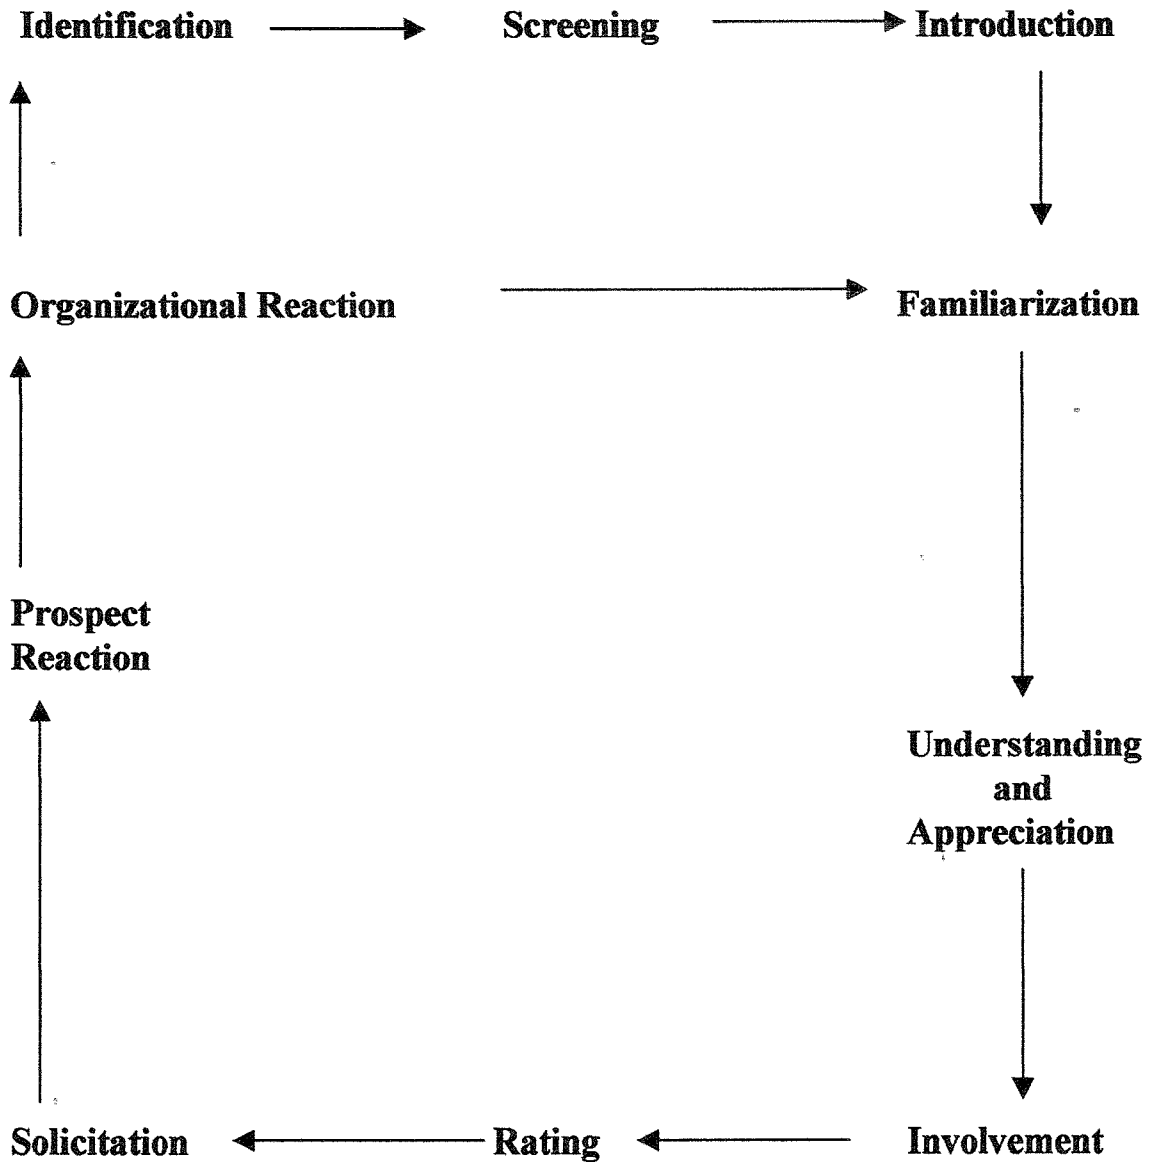 Identification
Screening
Introduction
Organizational Reaction
Familiarization
Prospect
Reaction
Understanding
and
Appreciation
Solicitation
Rating
Involvement